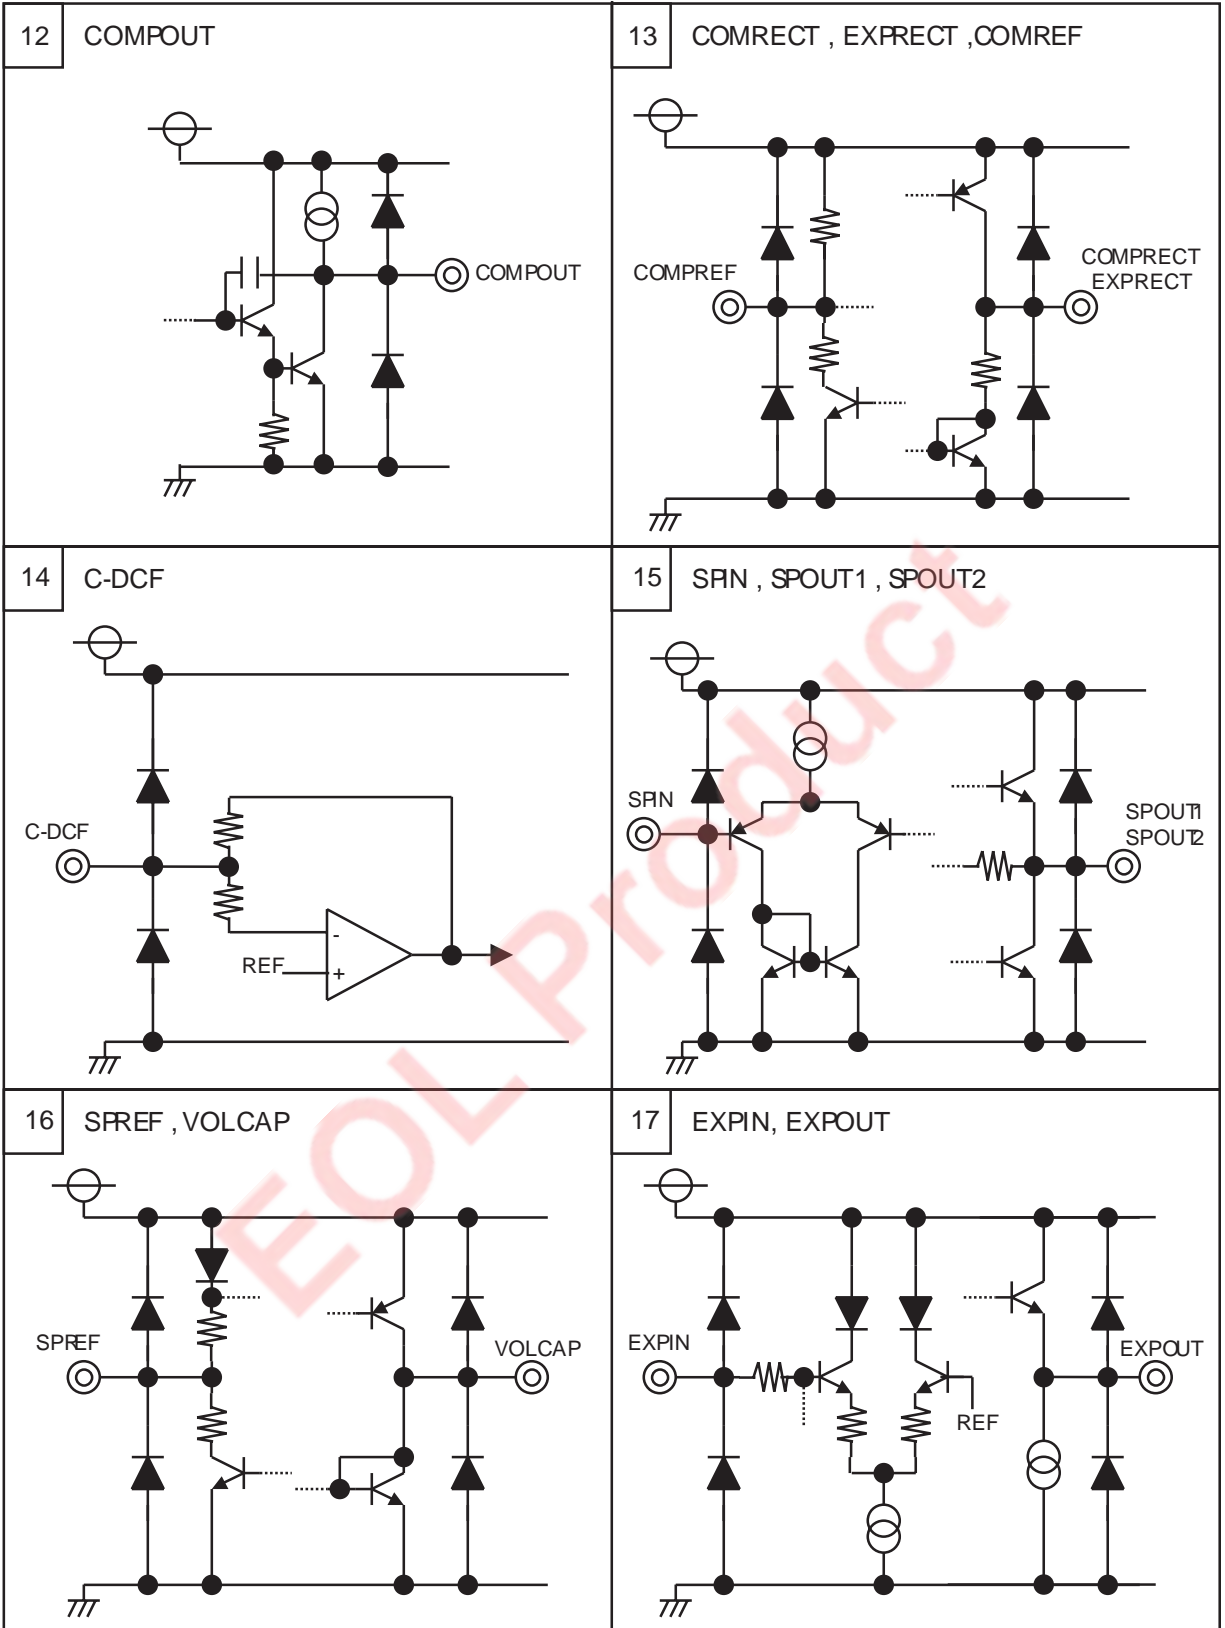 12 COMPOUT
COMPOUT
13 COMRECT , EXPRECT ,COMREF
COMPREF
COMPRECT
EXPRECT
14 C-DCF
C-DCF
REF
-
+
15 SPIN , SPOUT1 , SPOUT2
SPIN
SPOUT1
SPOUT2
16 SPREF , VOLCAP
SPREF
VOLCAP
17 EXPIN, EXPOUT
EXPIN
REF
EXPOUT
EOL Product